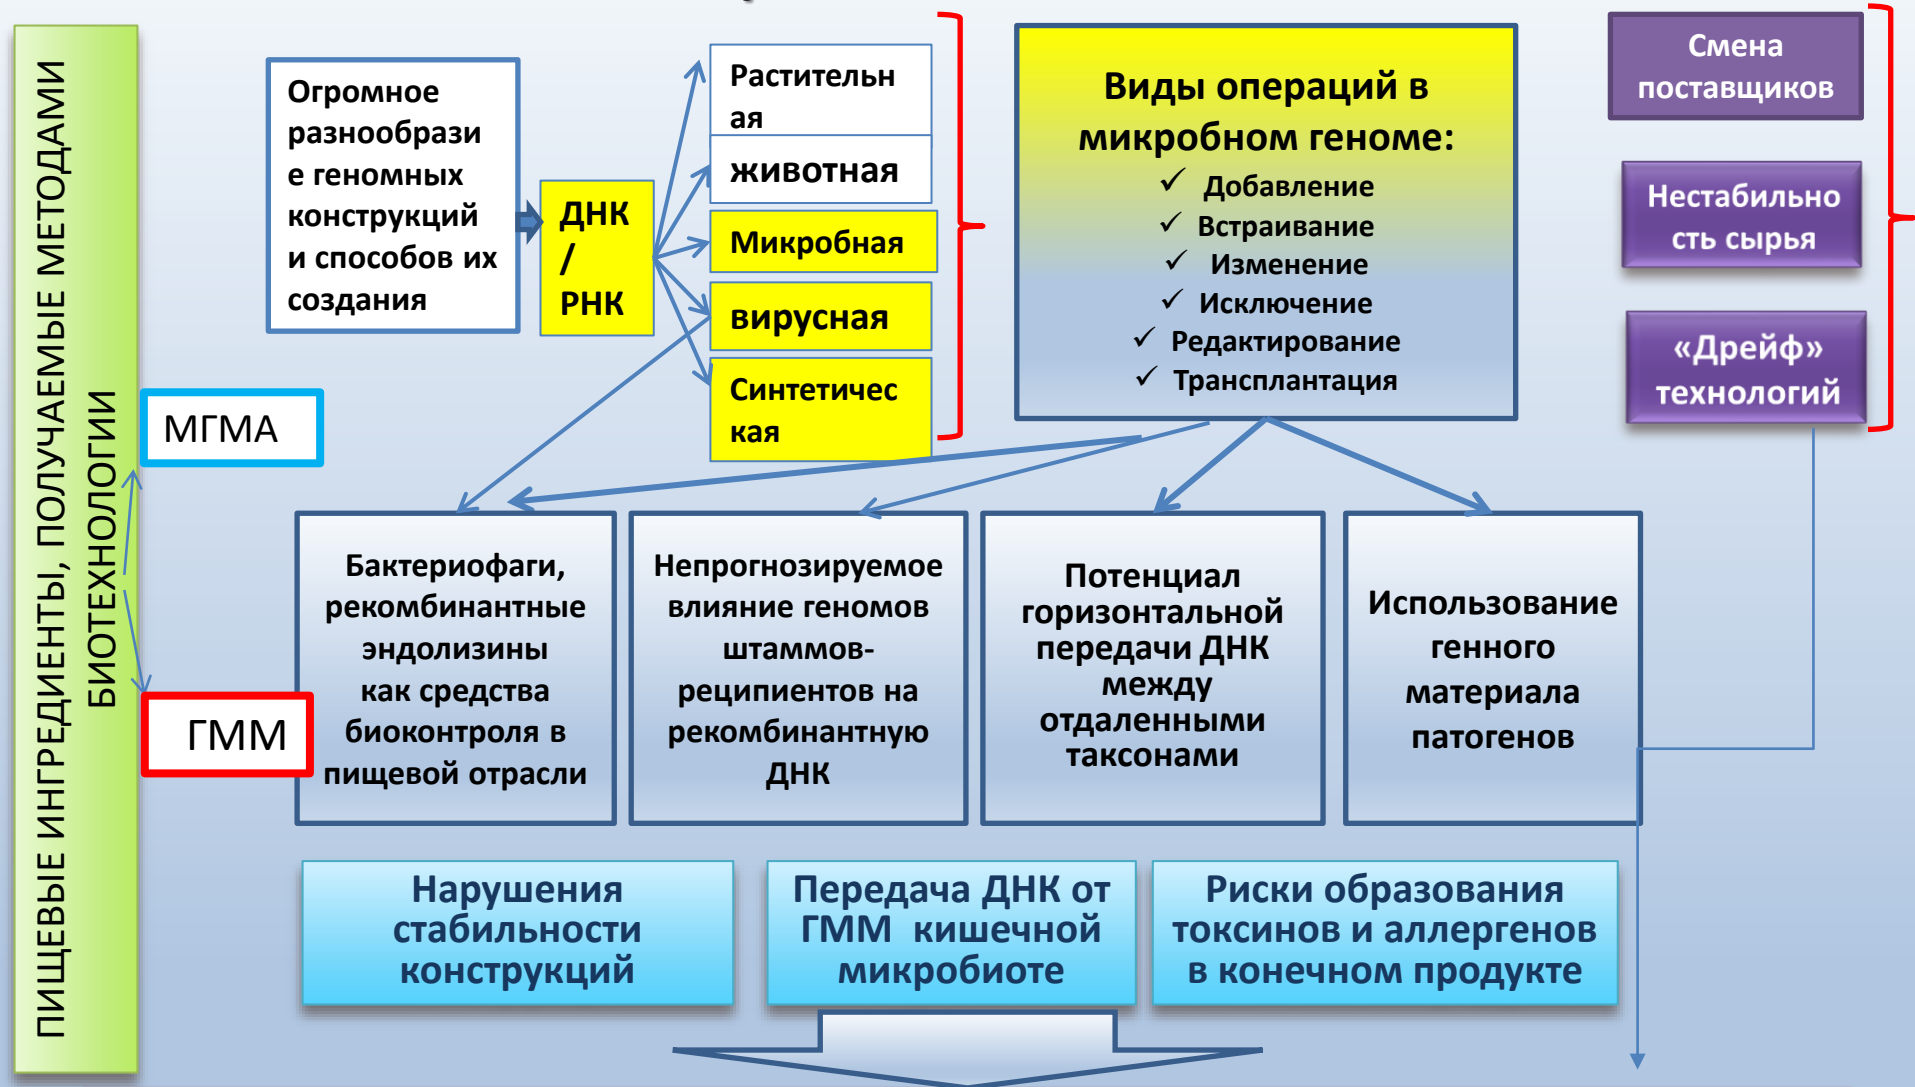 ПИЩЕВЫЕ ИНГРЕДИЕНТЫ, ПОЛУЧАЕМЫЕ МЕТОДАМИ
БИОТЕХНОЛОГИИ
МГМА
ГММ
Огромное
разнообрази
е геномных
конструкций
и способов их
создания
ДНК
/
РНК
Растительн
ая
животная
Микробная
вирусная
Синтетичес
кая
Виды операций в
микробном геноме:
✓ Добавление
✓ Встраивание
✓ Изменение
✓ Исключение
✓ Редактирование
✓ Трансплантация
Смена
поставщиков
Нестабильно
сть сырья
«Дрейф»
технологий
Бактериофаги,
рекомбинантные
эндолизины
как средства
биоконтроля в
пищевой отрасли
Непрогнозируемое
влияние геномов
штаммов-
реципиентов на
рекомбинантную
ДНК
Потенциал
горизонтальной
передачи ДНК
между
отдаленными
таксонами
Использование
генного
материала
патогенов
Нарушения
стабильности
конструкций
Передача ДНК от
ГММ кишечной
микробиоте
Риски образования
токсинов и аллергенов
в конечном продукте